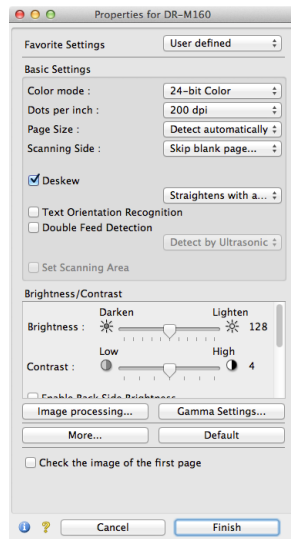 Properties for DR-M160
Favorite Settings User defined
Basic Settings
Color mode : 24-bit Color
Dots per inch : 200 dpi
Page Size : Detect automatically
Scanning Side : Skip blank page...
Deskew
Straightens with a...
Text Orientation Recognition
Double Feed Detection
Detect by Ultrasonic
Set Scanning Area
Brightness/Contrast
Darken Lighten
Brightness : 128
Low High
Contrast : 4
Enable Back Side Brightness
Image processing... Gamma Settings...
More... Default
Check the image of the first page
Cancel Finish